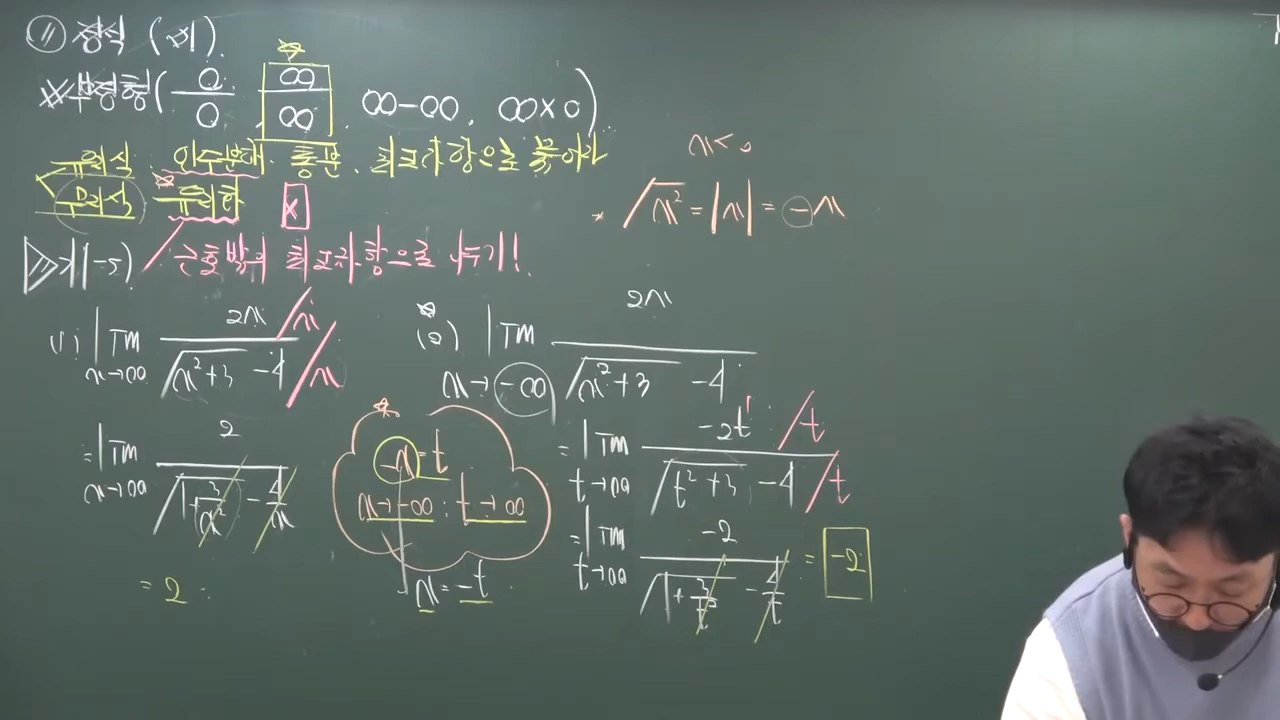 정식 (
부정형( 0/0, ∞/∞, ∞-∞, ∞×0)
유리식 인수분해. 통분. 최고차항으로 묶어라
무리식 유리화 x
보기(-5) 근호밖의 최고차항으로 나누기!
x<0
√x² = |x| = -x
(1) lim x→∞ 2x /x / √x²+3 -4 /x
= lim x→∞ 2 / √1+3/x² - 4/x
= 2
(2) lim x→-∞ 2x / √x²+3 -4
-x=t
x→-∞ : t→∞
x=-t
= lim t→∞ -2t /t / √t²+3 -4 /t
= lim t→∞ -2 / √1+3/t² - 4/t = -2